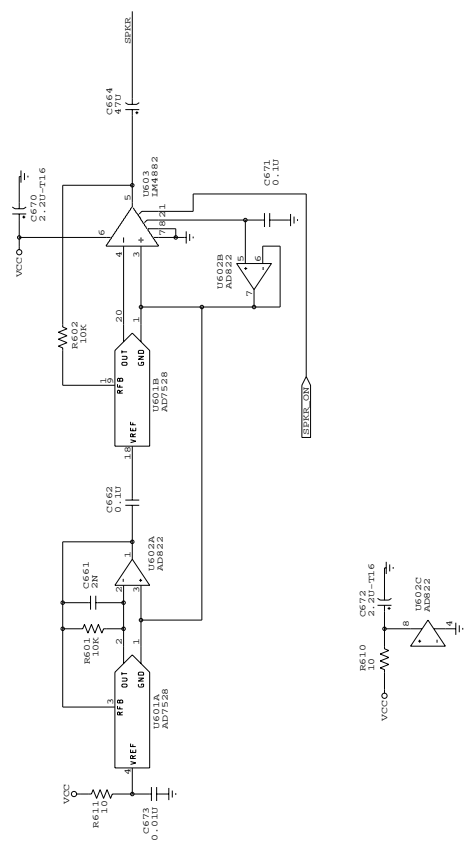 VCC
R611
10
C673
0.01U
4
VREF
3
RFB
OUT
GND
2
1
U601A
AD7528
R601
10K
C661
2N
2
3
1
U602A
AD822
C662
0.1U
18
VREF
19
RFB
OUT
GND
20
1
U601B
AD7528
R602
10K
VCC
C670
2.2U-T16
6
4
3
5
7
8
2
1
U603
LM4882
C664
47U
SPKR
U602B
AD822
5
6
7
C671
0.1U
SPKR_ON
VCC
R610
10
C672
2.2U-T16
8
4
U602C
AD822